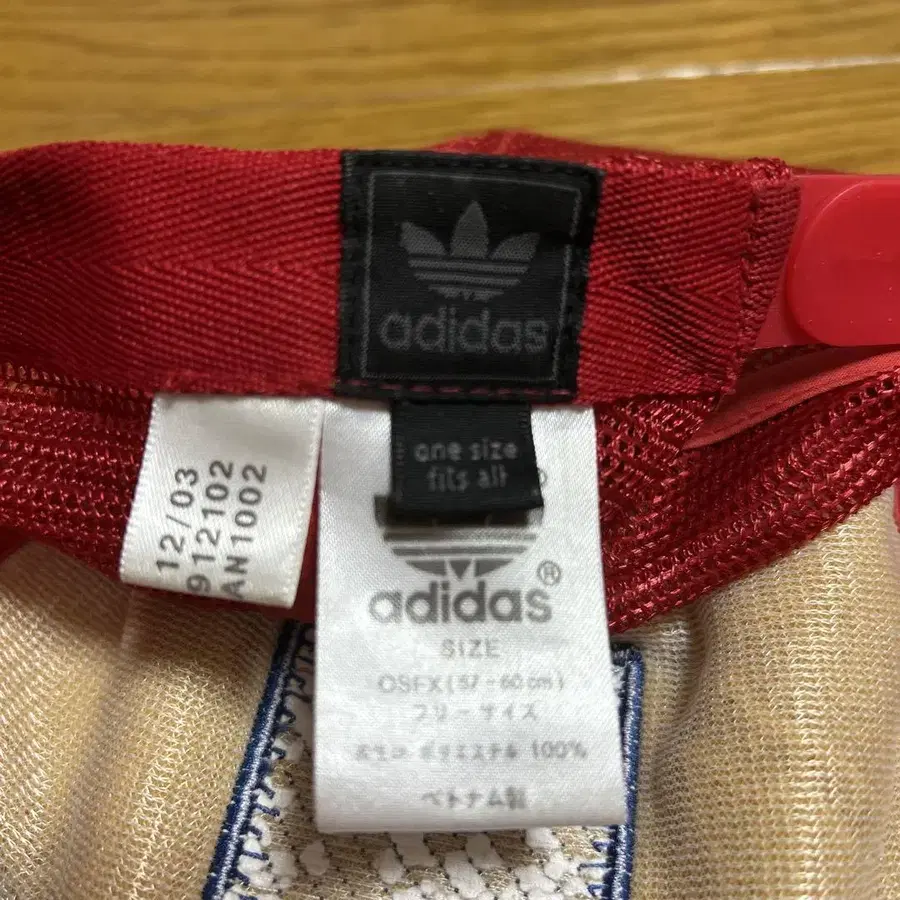 adidas
one size
fits all
12/03
912102
AN1002
adidas®
SIZE
OSFX (57-60cm)
フリーサイズ
ポリエステル 100%
ベトナム製